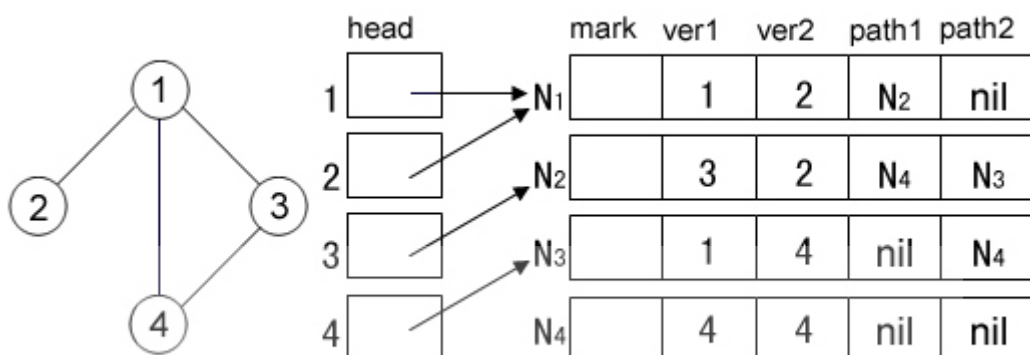 head mark ver1 ver2 path1 path2
1 1 N1 1 2 N2 nil
2 3 2 N2 3 2 N4 N3
4 3 N3 1 4 nil N4
4 N4 4 4 nil nil